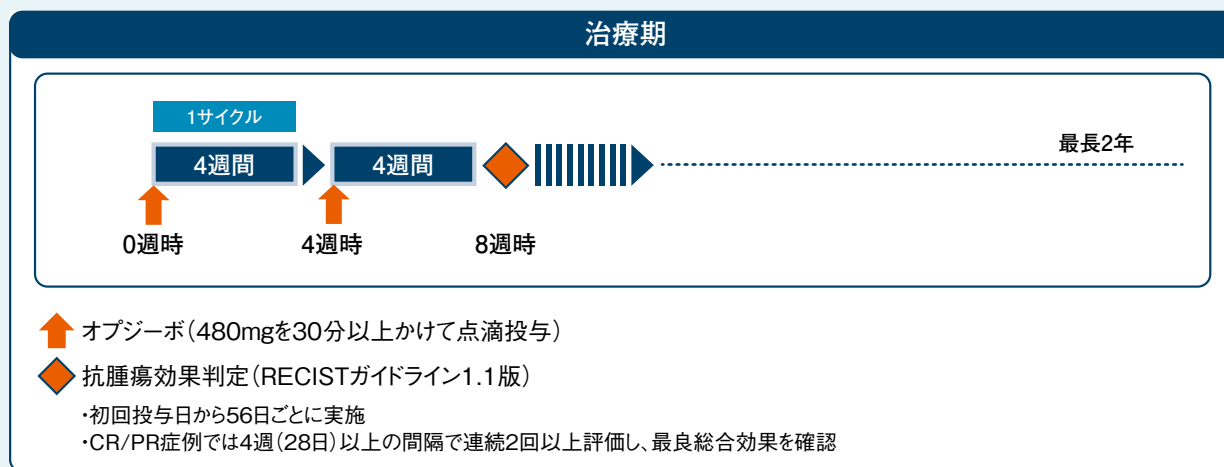 治療期
1サイクル
4週間
4週間
最長2年
0週時
4週時
8週時
オプジーボ（480mgを30分以上かけて点滴投与）
抗腫瘍効果判定（RECISTガイドライン1.1版）
・初回投与日から56日ごとに実施
・CR/PR症例では4週（28日）以上の間隔で連続2回以上評価し、最良総合効果を確認